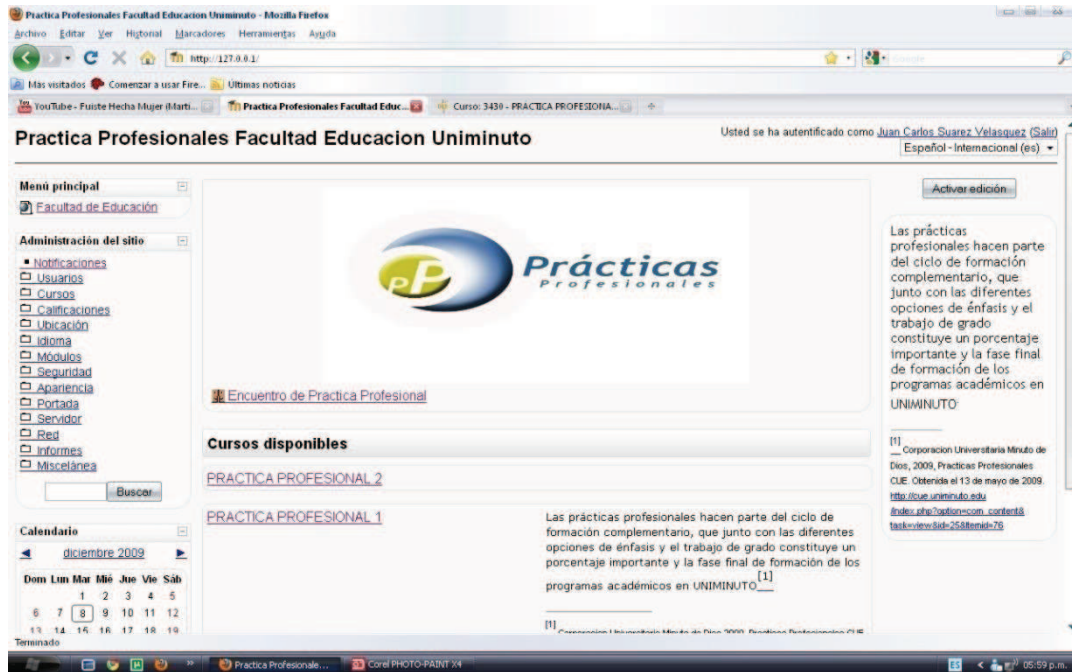 Practica Profesionales Facultad Educacion Uniminuto - Mozilla Firefox
Archivo Editar Ver Historial Marcadores Herramientas Ayuda
http://127.0.0.1/
Más visitados Comenzar a usar Fire... Últimas noticias
YouTube - Fuiste Hecha Mujer (Marti...
Practica Profesionales Facultad Educ...
Curso: 3430 - PRACTICA PROFESIONA...
Practica Profesionales Facultad Educacion Uniminuto
Usted se ha autentificado como Juan Carlos Suarez Velasquez (Salir)
Español - Internacional (es)
Menú principal
Facultad de Educación
Administración del sitio
Notificaciones
Usuarios
Cursos
Calificaciones
Ubicación
Idioma
Módulos
Seguridad
Apariencia
Portada
Servidor
Red
Informes
Miscelánea
Buscar
Calendario
diciembre 2009
Dom Lun Mar Mié Jue Vie Sáb
1 2 3 4 5
6 7 8 9 10 11 12
13 14 15 16 17 18 19
PP
Prácticas
Profesionales
Encuentro de Practica Profesional
Cursos disponibles
PRACTICA PROFESIONAL 2
PRACTICA PROFESIONAL 1
Las prácticas profesionales hacen parte del ciclo de
formación complementario, que junto con las diferentes
opciones de énfasis y el trabajo de grado constituye un
porcentaje importante y la fase final de formación de los
programas académicos en UNIMINUTO[1]
[1]
Corporacion Universitaria Minuto de Dios, 2009, Practicas Profesionales CUE
Activar edición
Las prácticas
profesionales hacen parte
del ciclo de formación
complementario, que
junto con las diferentes
opciones de énfasis y el
trabajo de grado
constituye un porcentaje
importante y la fase final
de formación de los
programas académicos en
UNIMINUTO
[1]
Corporacion Universitaria Minuto de
Dios, 2009, Practicas Profesionales
CUE. Obtenida el 13 de mayo de 2009.
http://cue.uniminuto.edu
/index.php?option=com_content&
task=view&id=25&Itemid=76
Terminado
Practica Profesionale...
Corel PHOTO-PAINT X4
ES
05:59 p.m.